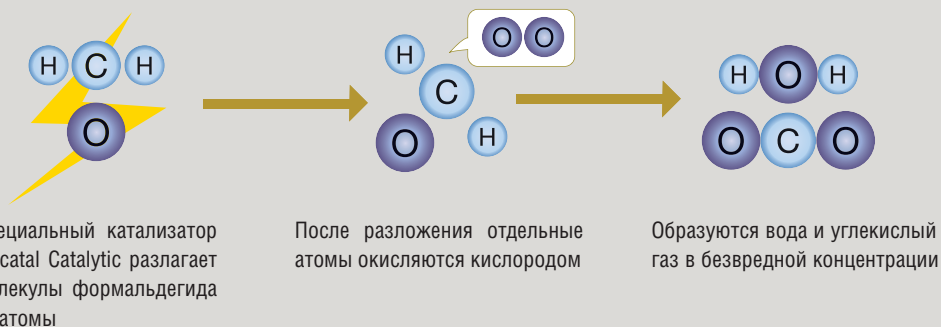 H C H
O
H
O O
C
O
H
H O H
O C O
ециальный катализатор
catal Catalytic разлагает
лекулы формальдегида
атомы
После разложения отдельные
атомы окисляются кислородом
Образуются вода и углекислый
газ в безвредной концентрации